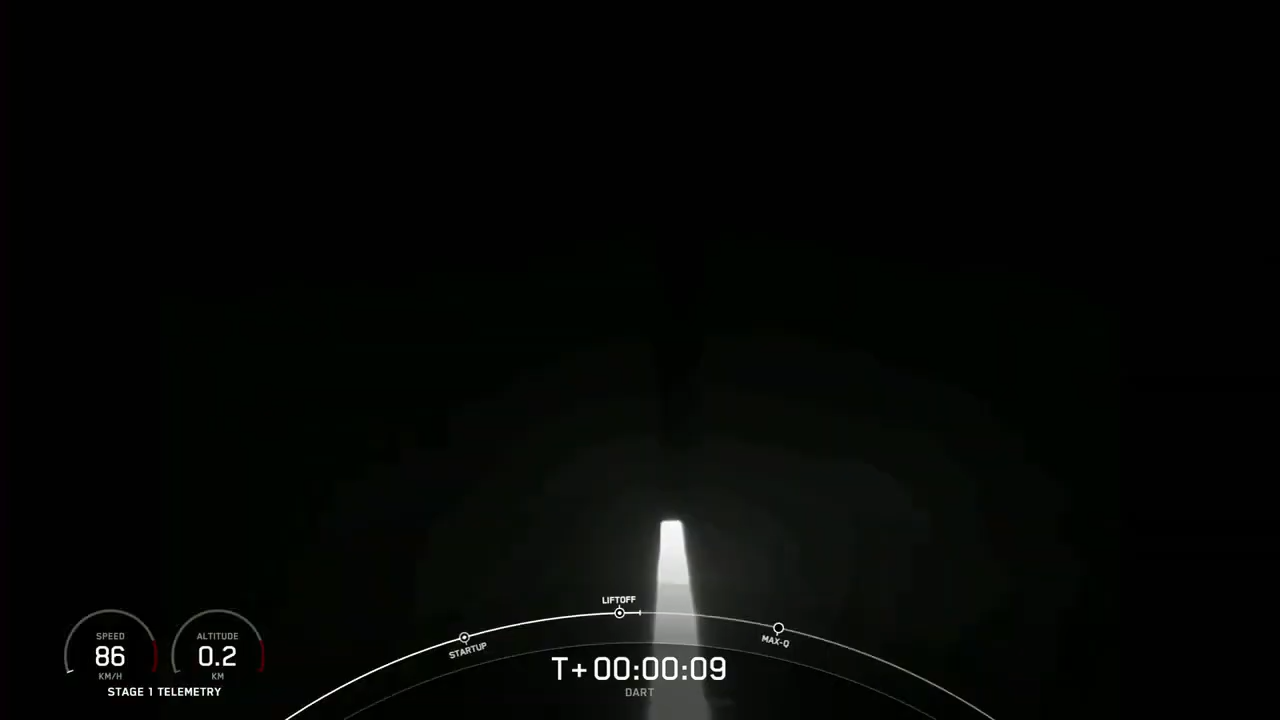 SPEED
86
KM/H
ALTITUDE
0.2
KM
STAGE 1 TELEMETRY
STARTUP
LIFTOFF
MAX-Q
T+00:00:09
DART